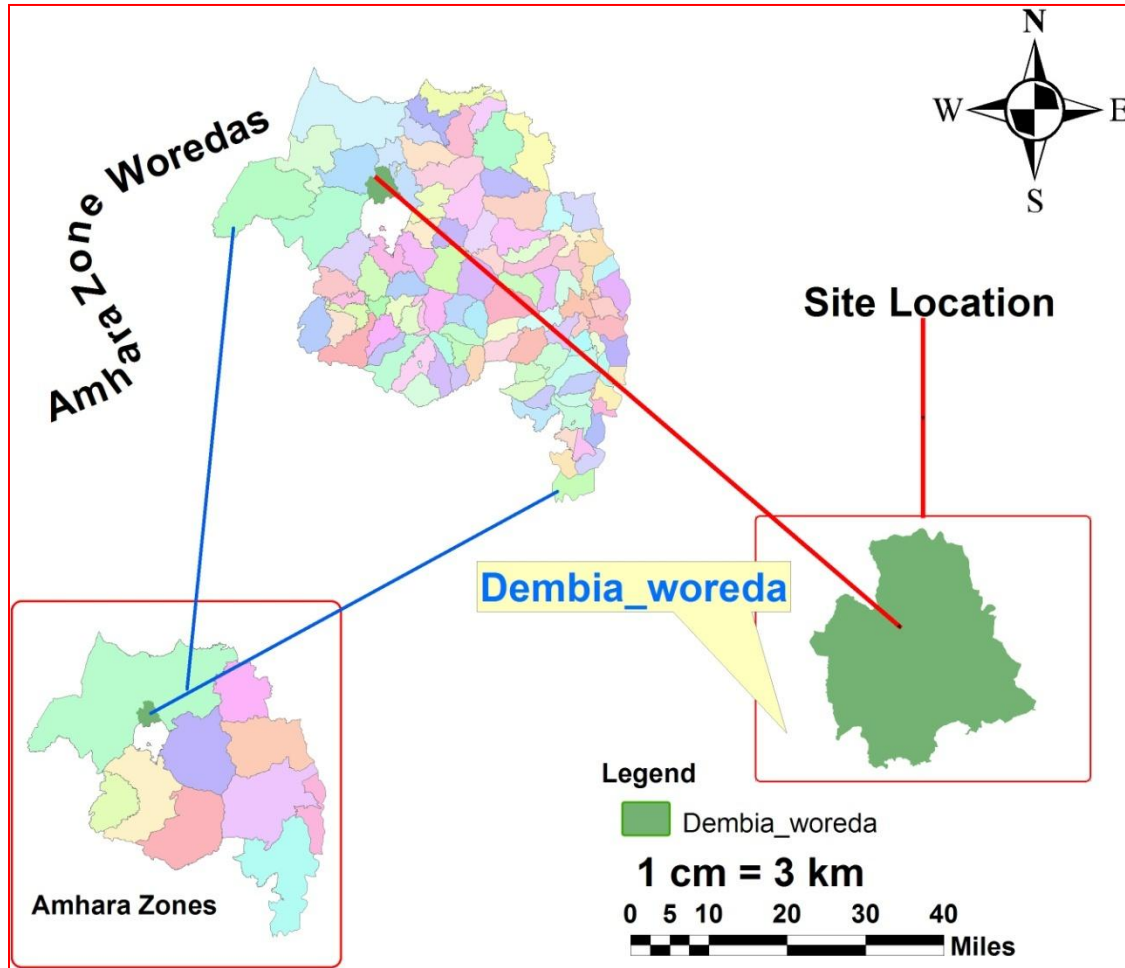 N
W E
S
Amhara Zone Woredas
Site Location
Dembia_woreda
Amhara Zones
Legend
Dembia_woreda
1 cm = 3 km
0 5 10 20 30 40
Miles